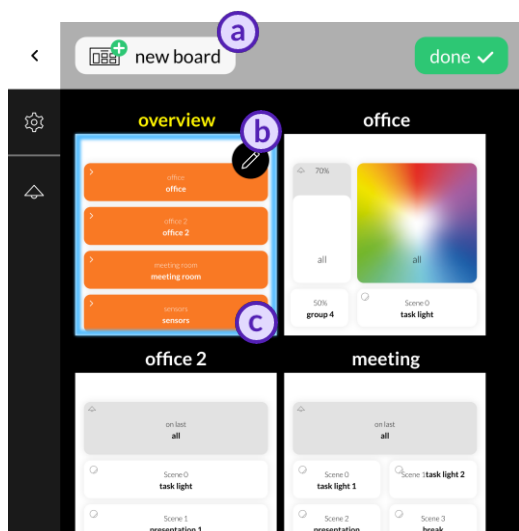 a
new board
done
b
overview
office
office
office
office 2
office 2
meeting room
meeting room
sensors
sensors
c
70%
all
all
50%
group 4
Scene 0
task light
office 2
meeting
on last
all
Scene 0
task light
Scene 1
presentation 1
on last
all
Scene 0
task light 1
Scene 1 task light 2
Scene 2
presentation
Scene 3
break